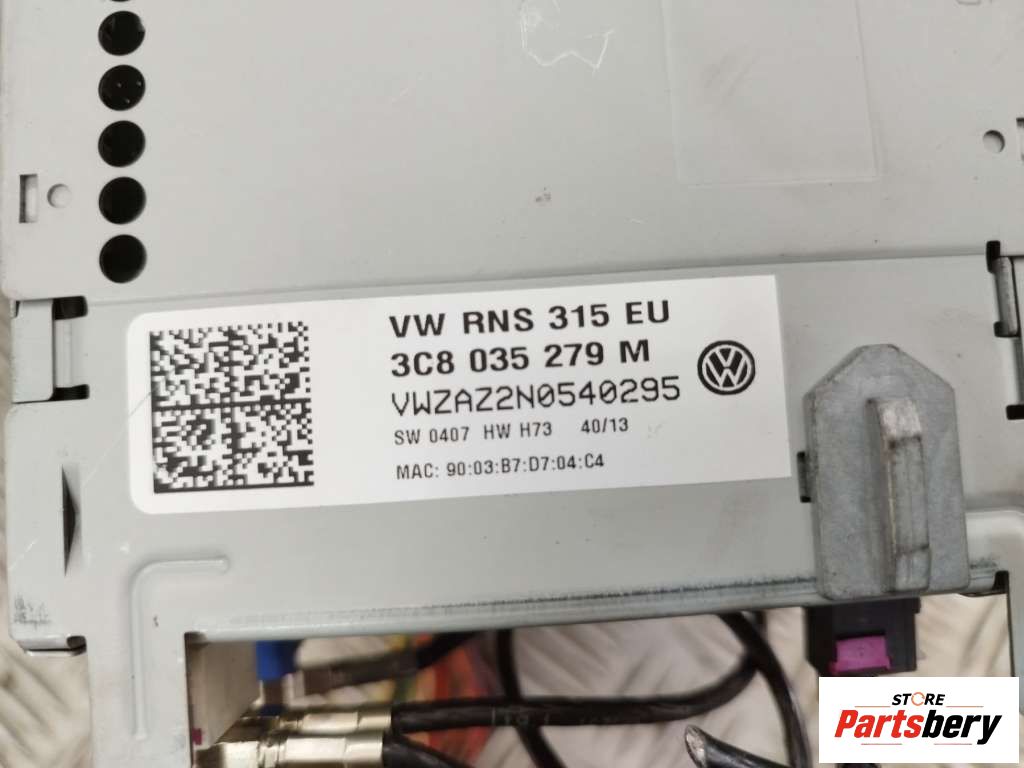 VW RNS 315 EU
3C8 035 279 M
VWZAZ2N0540295
SW 0407 HW H73 40/13
MAC: 90:03:B7:D7:04:C4
STORE
Partsbery